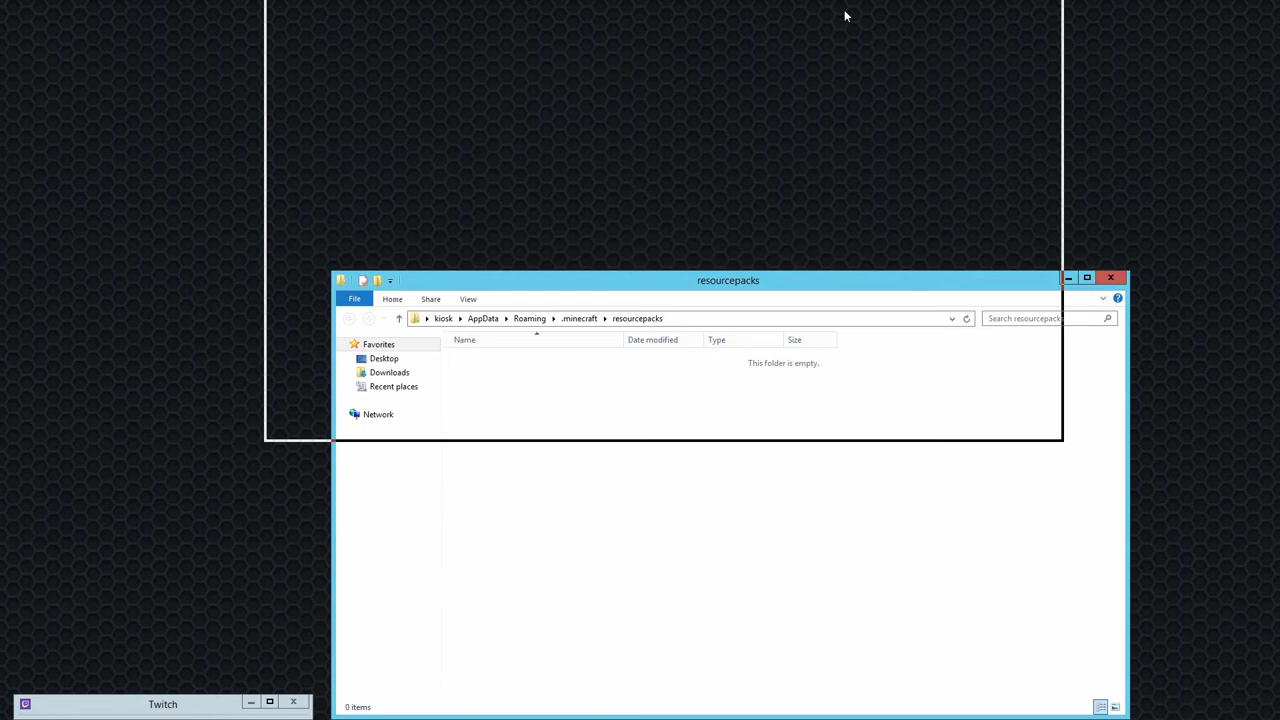 resourcepacks
File Home Share View
kiosk AppData Roaming .minecraft resourcepacks
Search resourcepack
Name Date modified Type Size
This folder is empty.
Favorites
Desktop
Downloads
Recent places
Network
0 items
Twitch